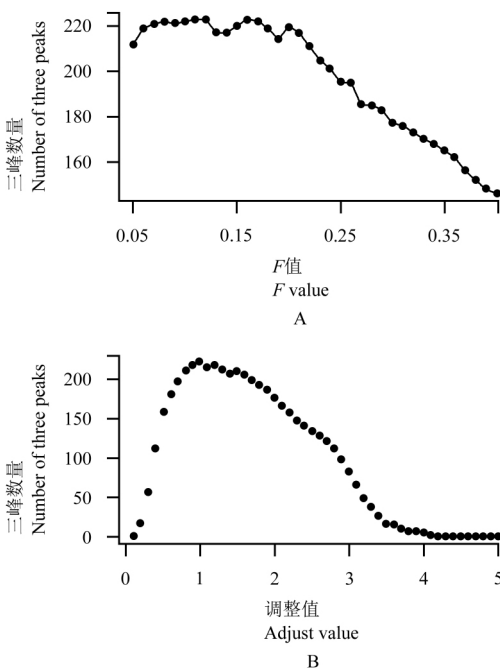 三峰数量
Number of three peaks
220
220
180
160
0.05 0.15 0.25 0.35
F值
F value
A
三峰数量
Number of three peaks
200
150
100
50
0
0 1 2 3 4 5
调整值
Adjust value
B